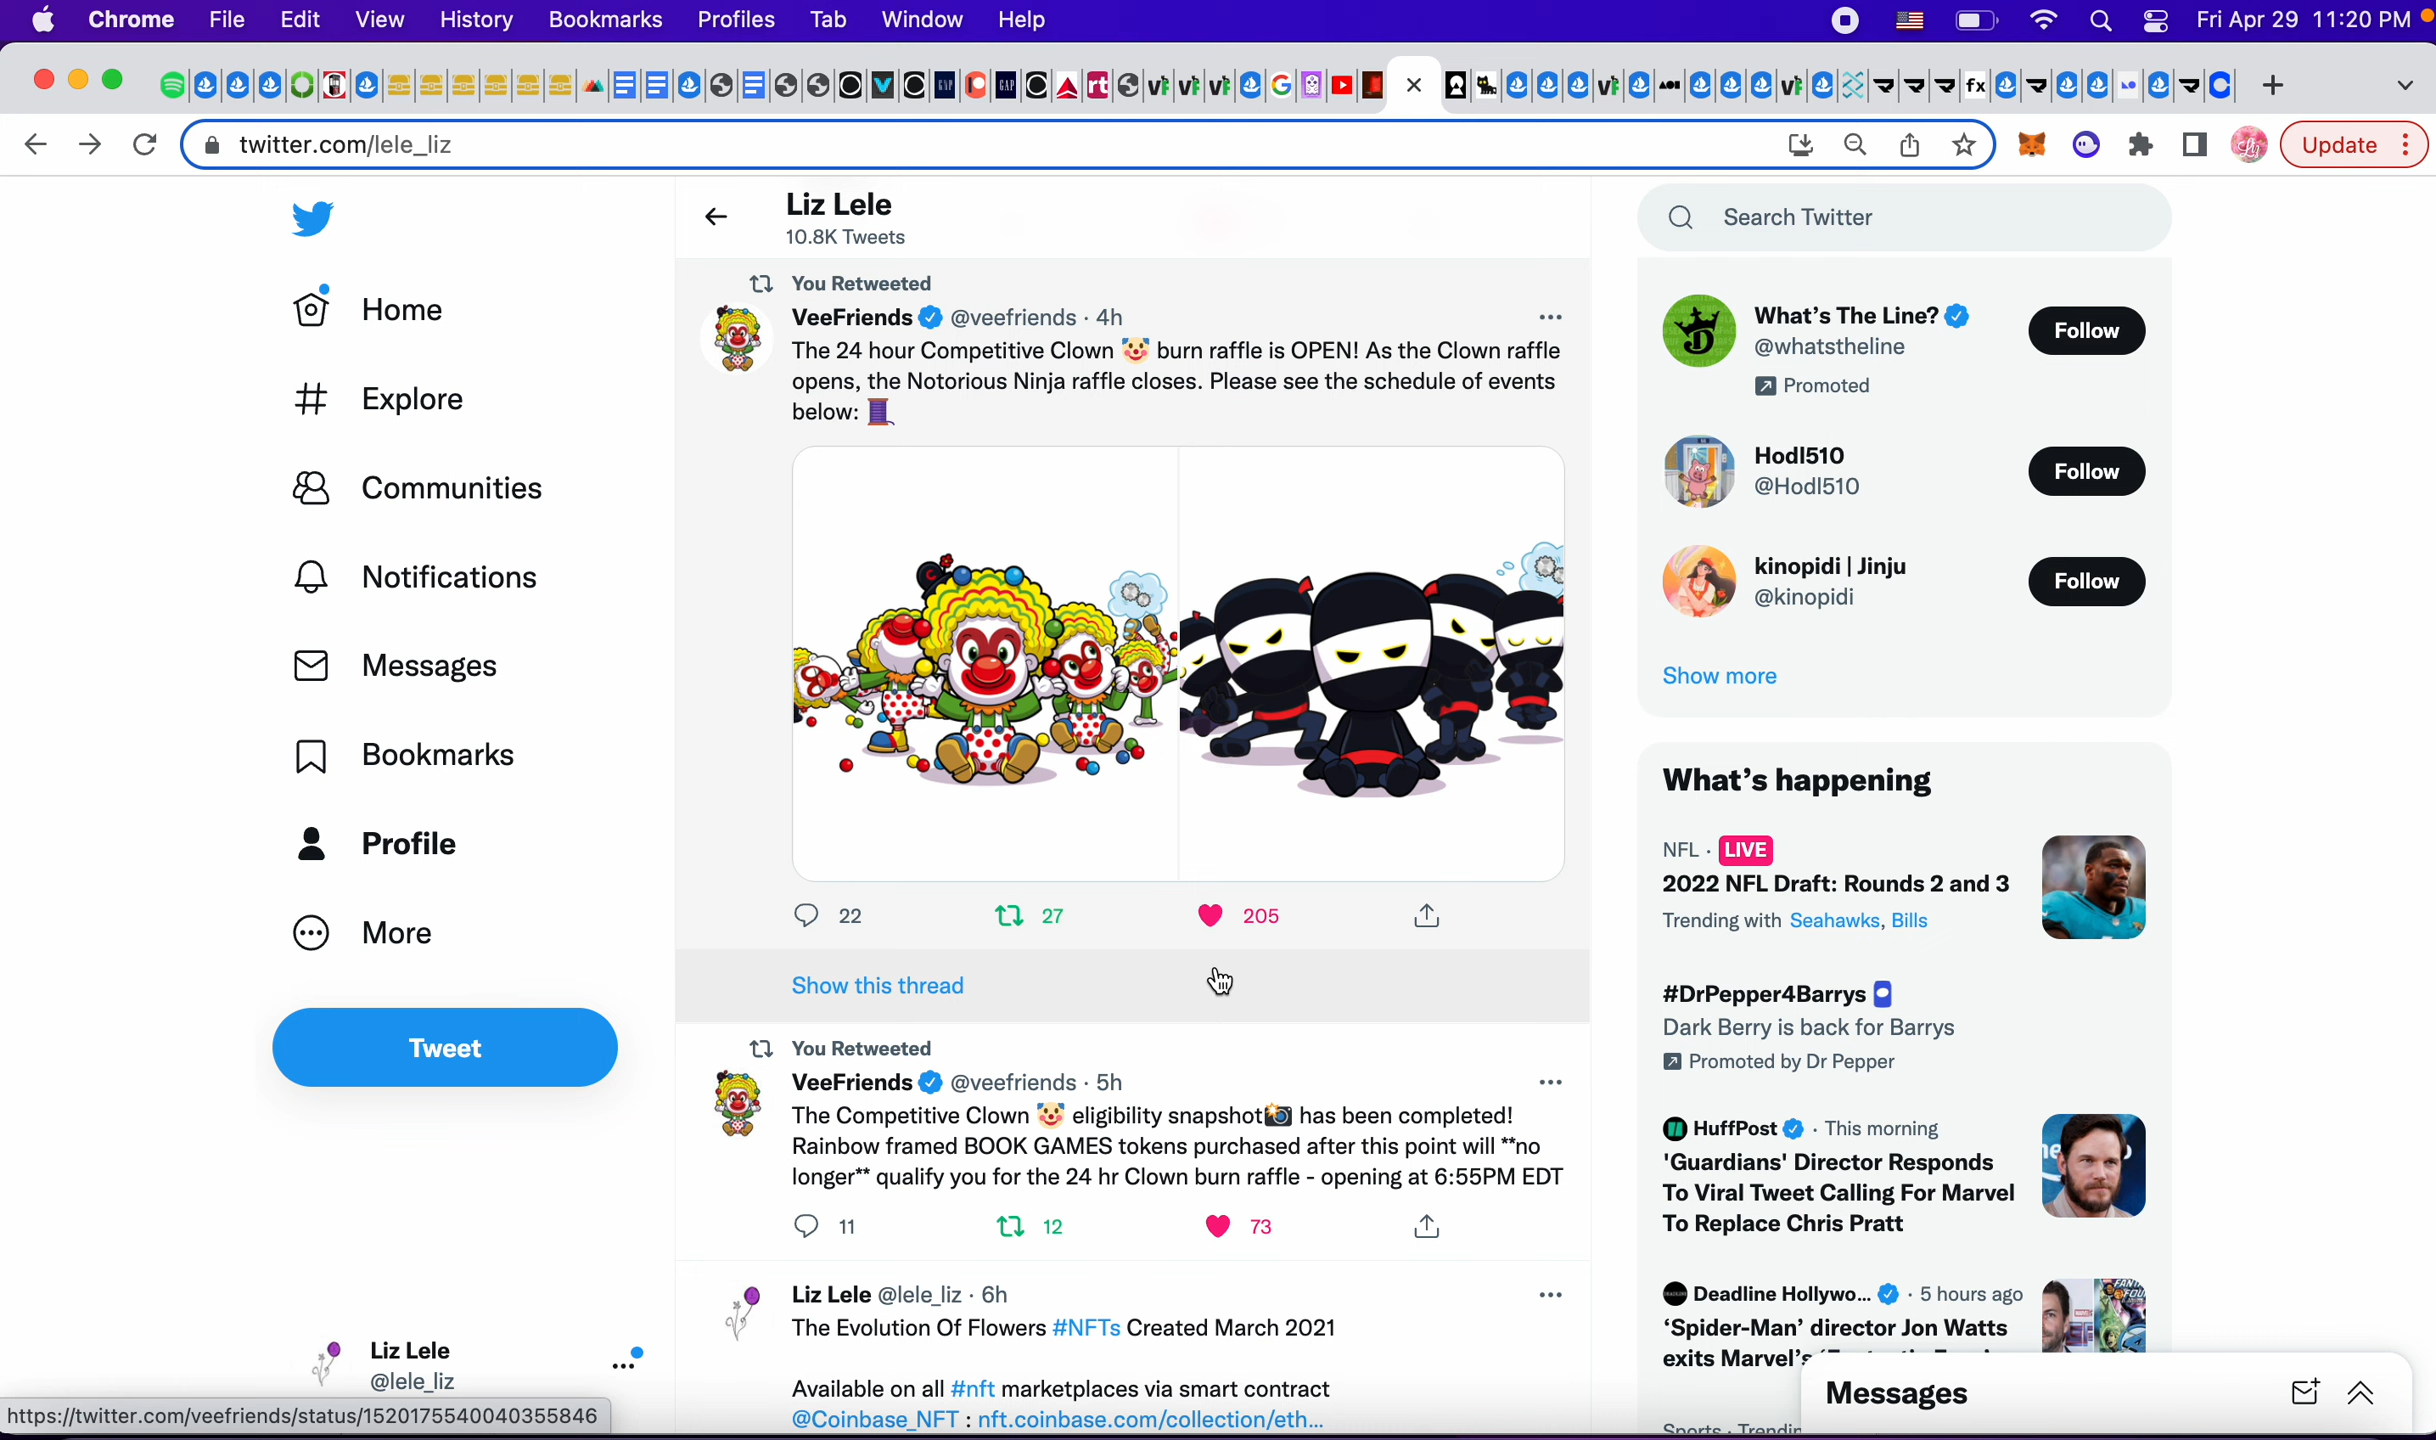 Chrome File Edit View History Bookmarks Profiles Tab Window Help Fri Apr 29 11:20 PM
twitter.com/lele_liz Update
Home
Explore
Communities
Notifications
Messages
Bookmarks
Profile
More
Tweet
Liz Lele
@lele_liz
https://twitter.com/veefriends/status/1520175540040355846
Liz Lele
10.8K Tweets
You Retweeted
VeeFriends @veefriends · 4h
The 24 hour Competitive Clown 🤡 burn raffle is OPEN! As the Clown raffle
opens, the Notorious Ninja raffle closes. Please see the schedule of events
below: 🧵
22 27 205
Show this thread
You Retweeted
VeeFriends @veefriends · 5h
The Competitive Clown 🤡 eligibility snapshot📸 has been completed!
Rainbow framed BOOK GAMES tokens purchased after this point will **no
longer** qualify you for the 24 hr Clown burn raffle - opening at 6:55PM EDT
11 12 73
Liz Lele @lele_liz · 6h
The Evolution Of Flowers #NFTs Created March 2021
Available on all #nft marketplaces via smart contract
@Coinbase_NFT : nft.coinbase.com/collection/eth...
Search Twitter
What's The Line?
@whatstheline
Promoted
Follow
Hodl510
@Hodl510
Follow
kinopidi | Jinju
@kinopidi
Follow
Show more
What's happening
NFL · LIVE
2022 NFL Draft: Rounds 2 and 3
Trending with Seahawks, Bills
#DrPepper4Barrys
Dark Berry is back for Barrys
Promoted by Dr Pepper
HuffPost · This morning
'Guardians' Director Responds
To Viral Tweet Calling For Marvel
To Replace Chris Pratt
Deadline Hollywo... · 5 hours ago
'Spider-Man' director Jon Watts
exits Marvel's
Messages